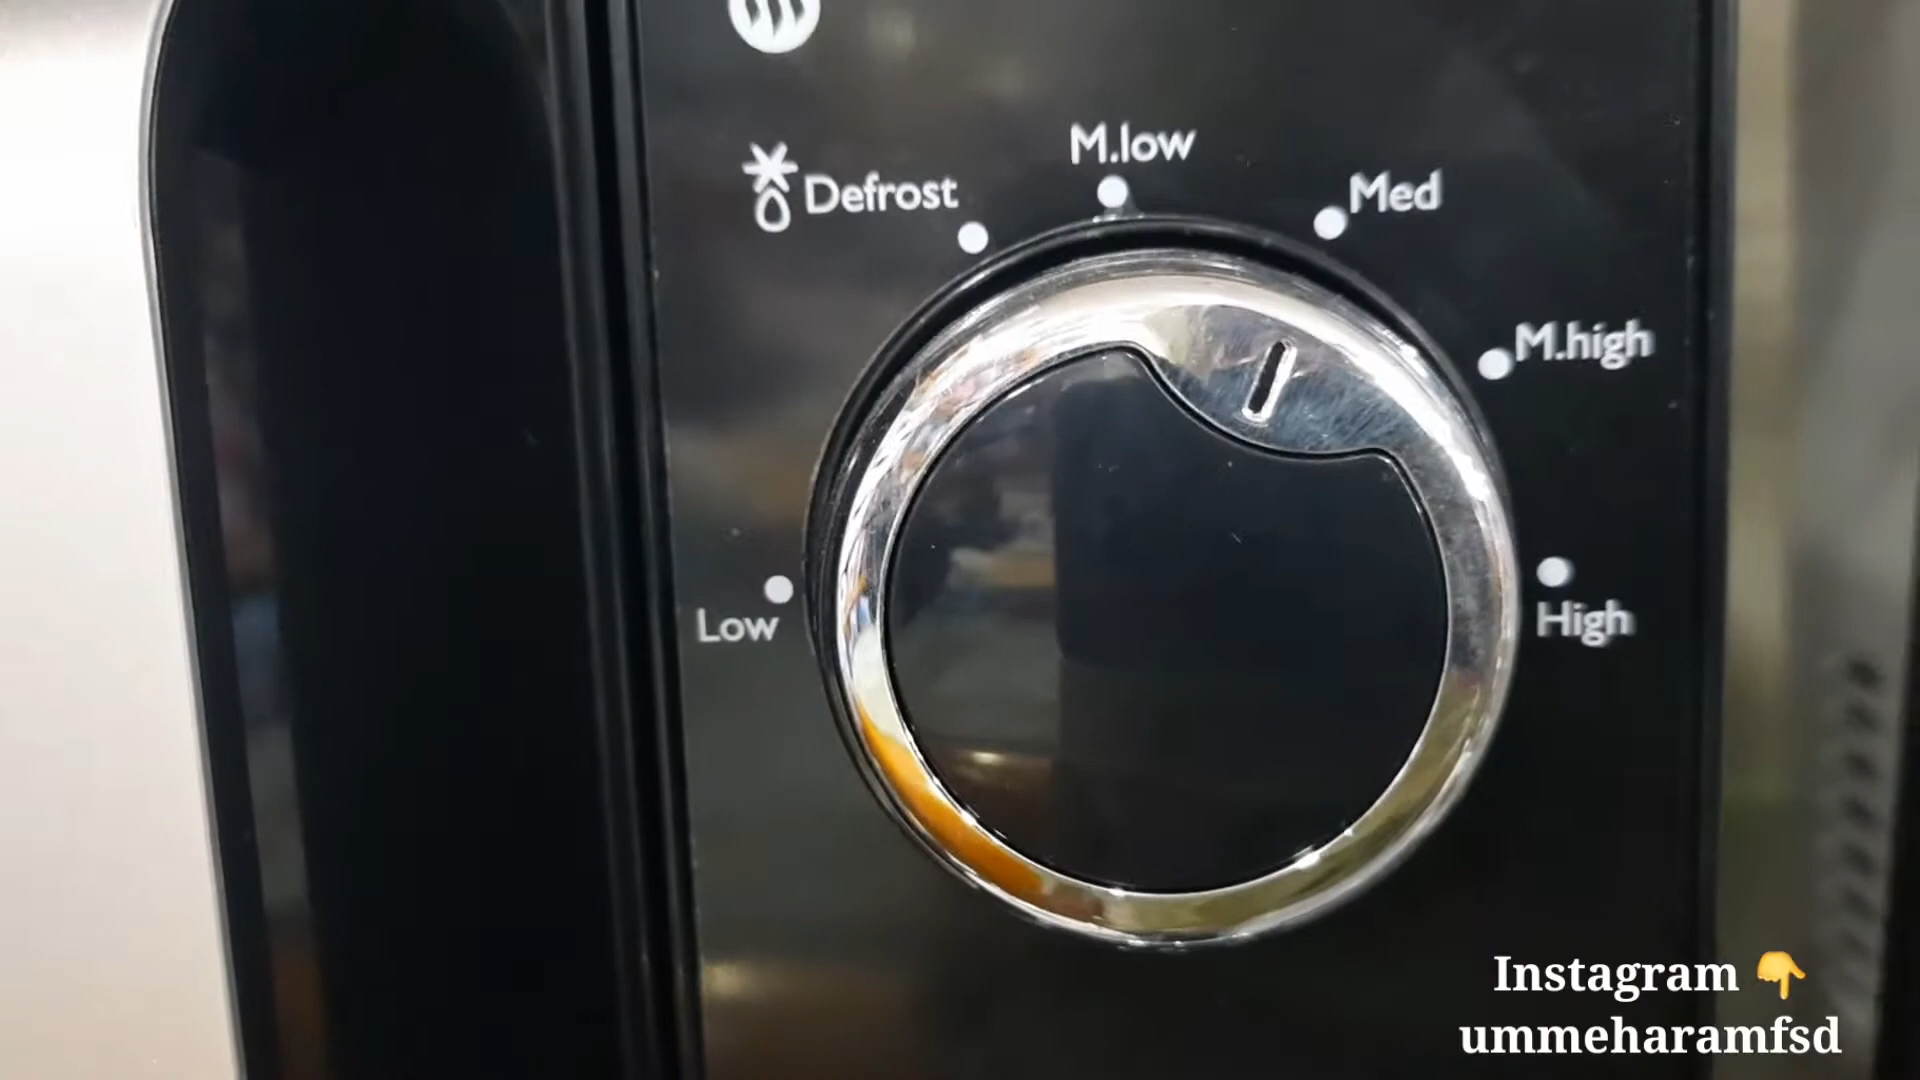 M.low
Defrost
Med
M.high
Low
High
Instagram 👇
ummeharamfsd